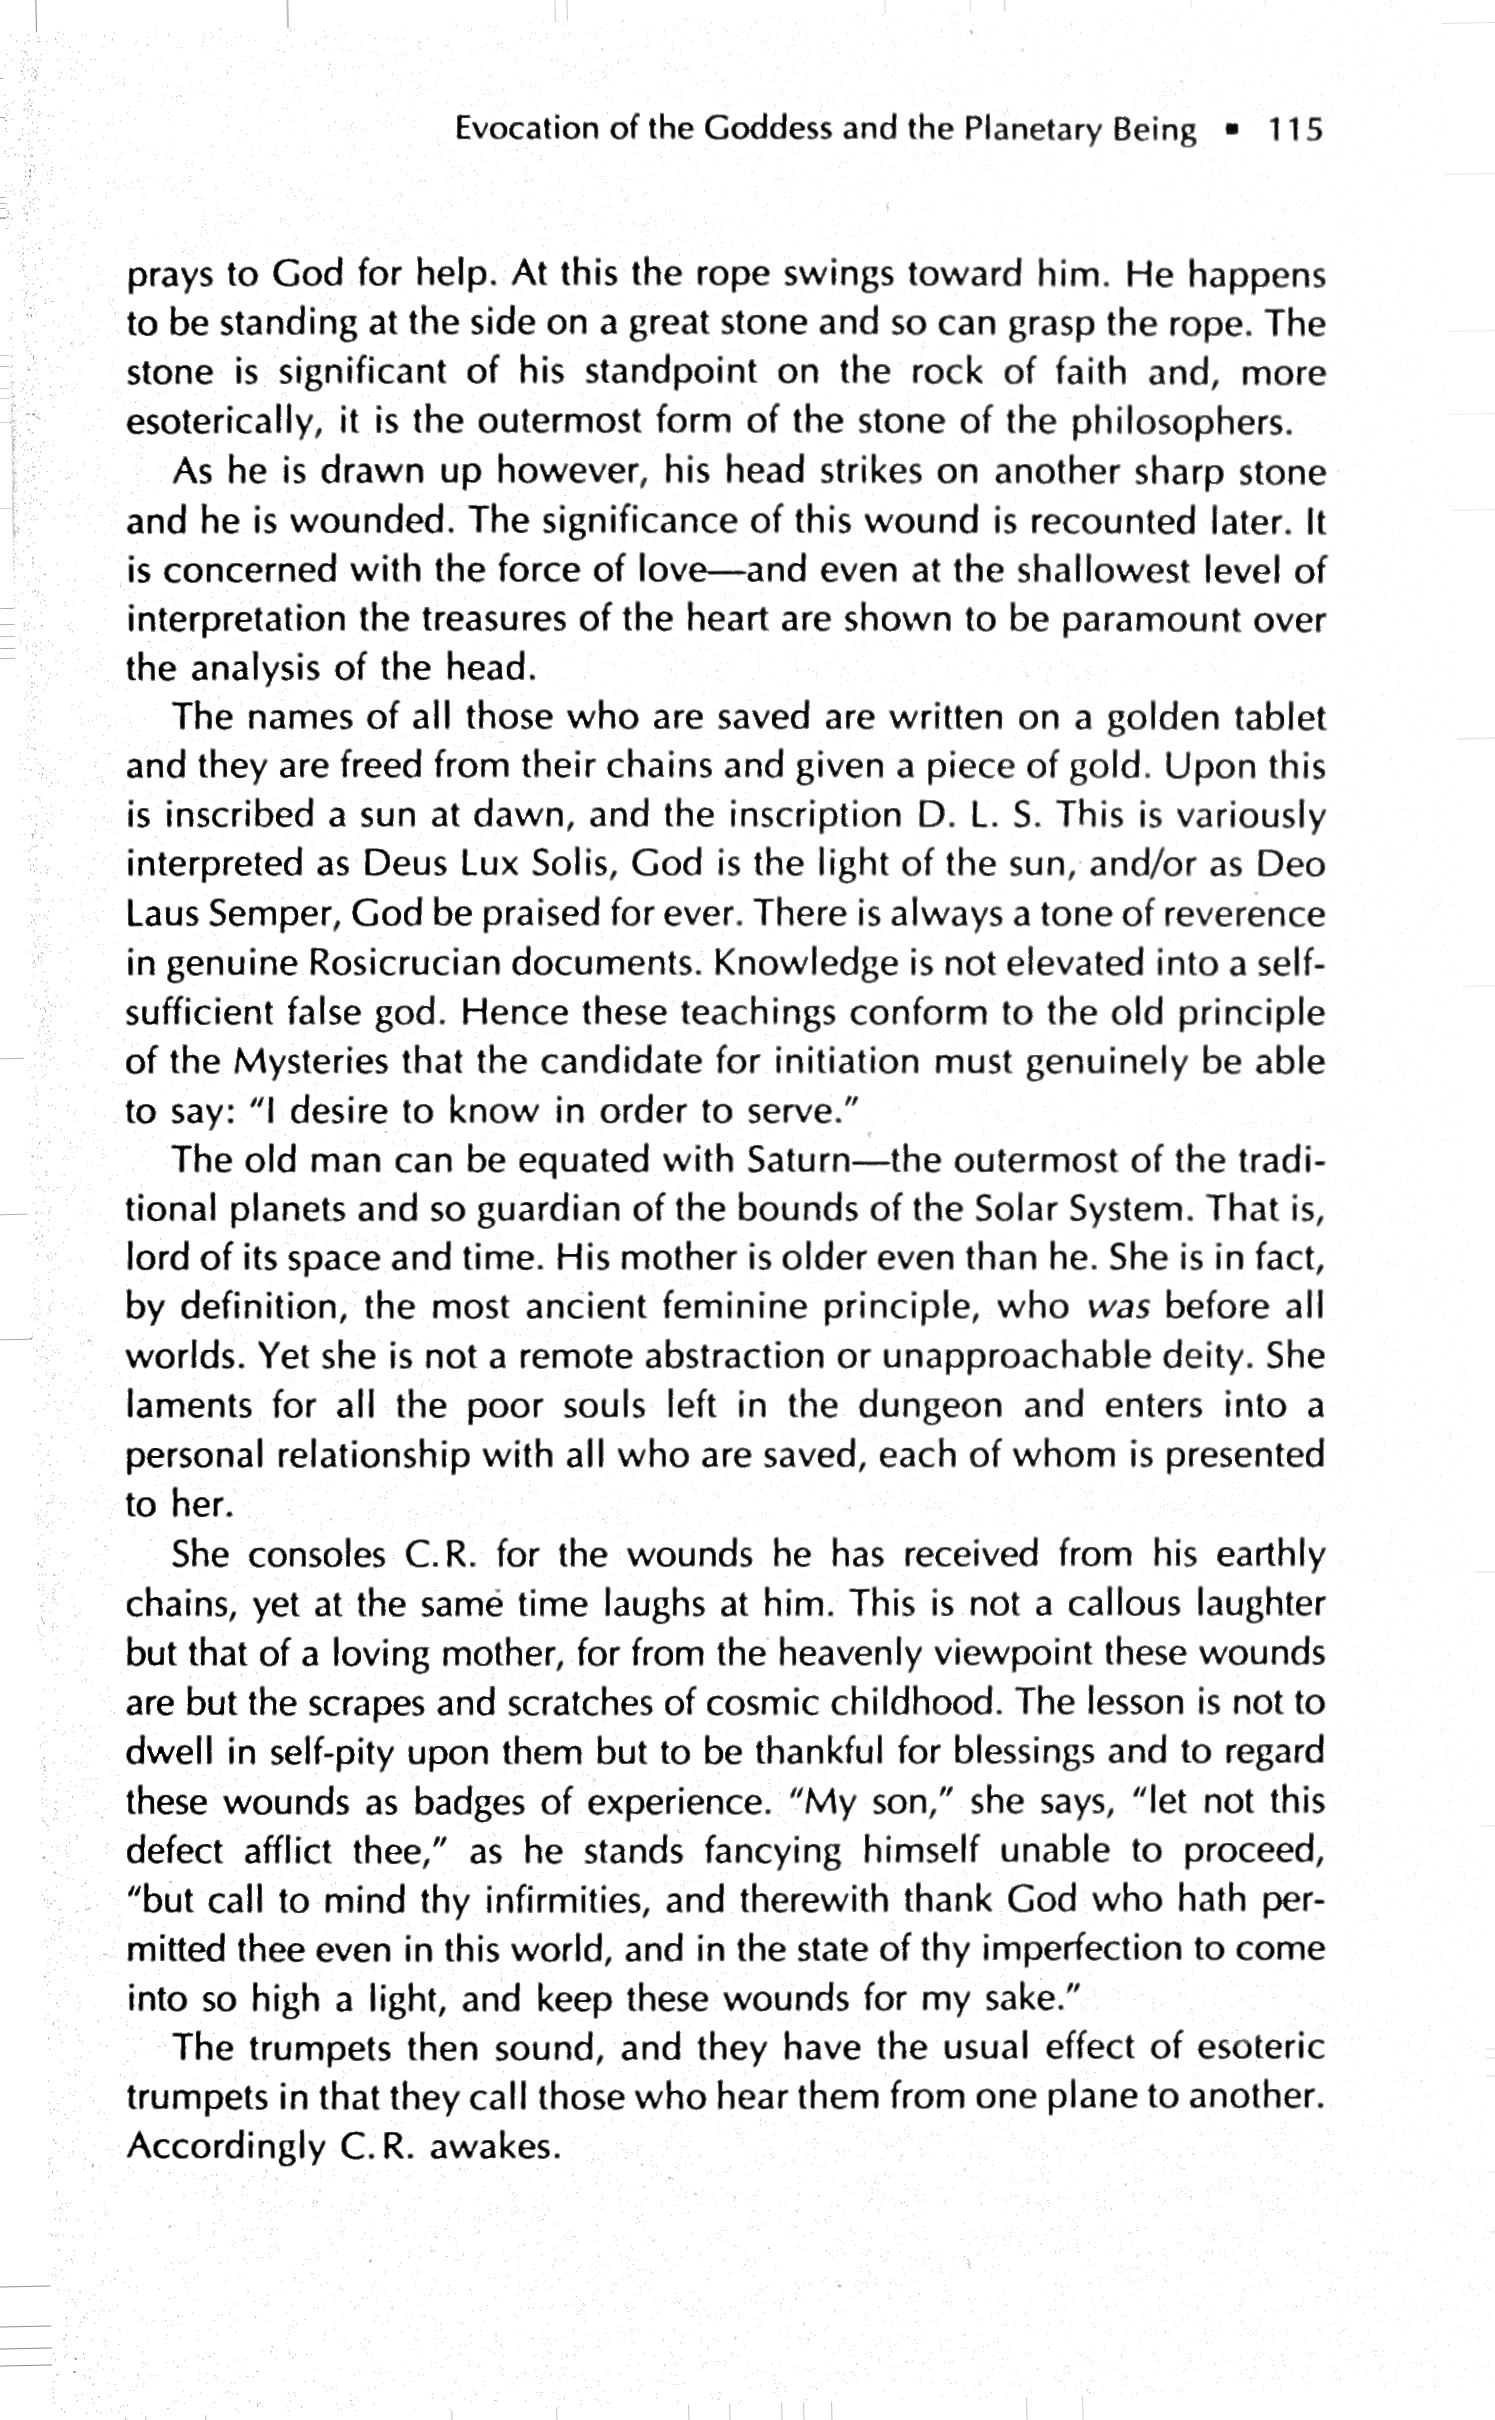 Evocation of the Goddess and the Planetary Being ▪ 115
prays to God for help. At this the rope swings toward him. He happens
to be standing at the side on a great stone and so can grasp the rope. The
stone is significant of his standpoint on the rock of faith and, more
esoterically, it is the outermost form of the stone of the philosophers.
As he is drawn up however, his head strikes on another sharp stone
and he is wounded. The significance of this wound is recounted later. It
is concerned with the force of love—and even at the shallowest level of
interpretation the treasures of the heart are shown to be paramount over
the analysis of the head.
The names of all those who are saved are written on a golden tablet
and they are freed from their chains and given a piece of gold. Upon this
is inscribed a sun at dawn, and the inscription D. L. S. This is variously
interpreted as Deus Lux Solis, God is the light of the sun, and/or as Deo
Laus Semper, God be praised for ever. There is always a tone of reverence
in genuine Rosicrucian documents. Knowledge is not elevated into a self-
sufficient false god. Hence these teachings conform to the old principle
of the Mysteries that the candidate for initiation must genuinely be able
to say: "I desire to know in order to serve."
The old man can be equated with Saturn—the outermost of the tradi-
tional planets and so guardian of the bounds of the Solar System. That is,
lord of its space and time. His mother is older even than he. She is in fact,
by definition, the most ancient feminine principle, who was before all
worlds. Yet she is not a remote abstraction or unapproachable deity. She
laments for all the poor souls left in the dungeon and enters into a
personal relationship with all who are saved, each of whom is presented
to her.
She consoles C.R. for the wounds he has received from his earthly
chains, yet at the same time laughs at him. This is not a callous laughter
but that of a loving mother, for from the heavenly viewpoint these wounds
are but the scrapes and scratches of cosmic childhood. The lesson is not to
dwell in self-pity upon them but to be thankful for blessings and to regard
these wounds as badges of experience. "My son," she says, "let not this
defect afflict thee," as he stands fancying himself unable to proceed,
"but call to mind thy infirmities, and therewith thank God who hath per-
mitted thee even in this world, and in the state of thy imperfection to come
into so high a light, and keep these wounds for my sake."
The trumpets then sound, and they have the usual effect of esoteric
trumpets in that they call those who hear them from one plane to another.
Accordingly C.R. awakes.